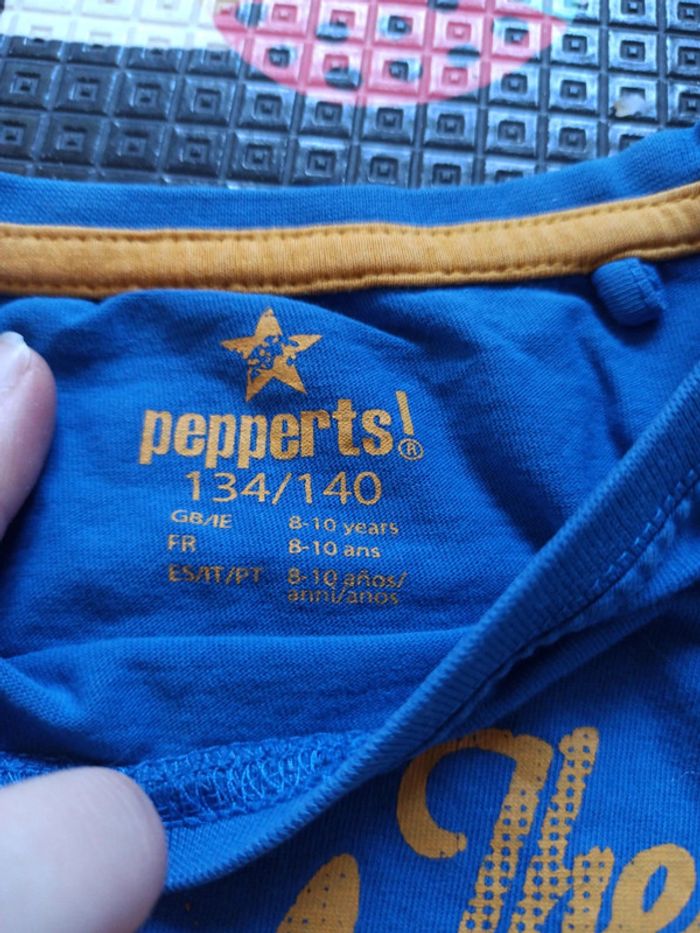 pepperts!®
134/140
GB/IE 8-10 years
FR 8-10 ans
ES/IT/PT 8-10 años/
anni/anos
The